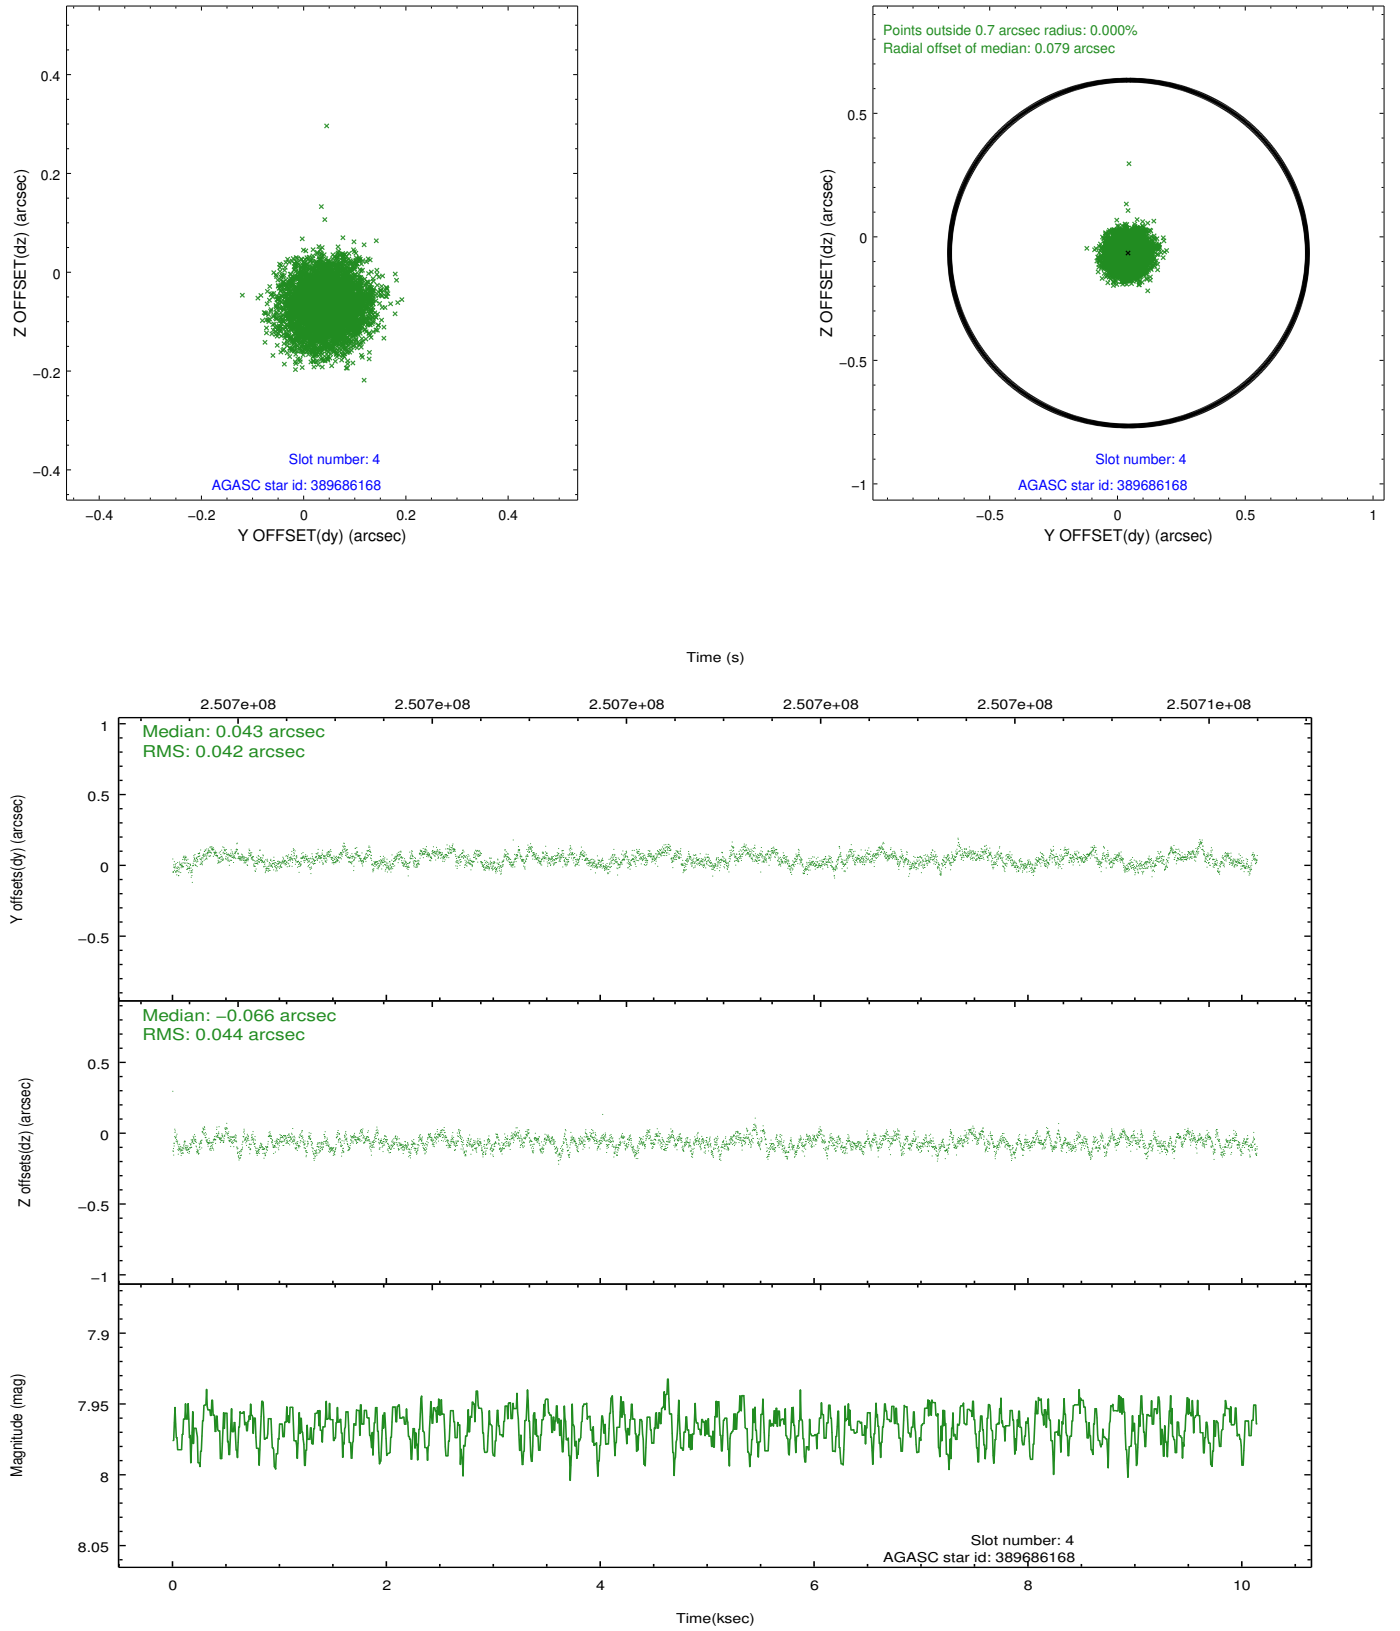 0.4
0.2
0
−0.2
−0.4
Z OFFSET(dz) (arcsec)
Slot number: 4
AGASC star id: 389686168
−0.4 −0.2 0 0.2 0.4
Y OFFSET(dy) (arcsec)
Points outside 0.7 arcsec radius: 0.000%
Radial offset of median: 0.079 arcsec
0.5
0
−0.5
−1
Z OFFSET(dz) (arcsec)
Slot number: 4
AGASC star id: 389686168
−0.5 0 0.5 1
Y OFFSET(dy) (arcsec)
Time (s)
2.507e+08 2.507e+08 2.507e+08 2.507e+08 2.507e+08 2.5071e+08
Median: 0.043 arcsec
RMS: 0.042 arcsec
1
0.5
0
−0.5
Y offsets(dy) (arcsec)
Median: −0.066 arcsec
RMS: 0.044 arcsec
0.5
0
−0.5
−1
Z offsets(dz) (arcsec)
7.9
7.95
8
8.05
Magnitude (mag)
Slot number: 4
AGASC star id: 389686168
0 2 4 6 8 10
Time(ksec)